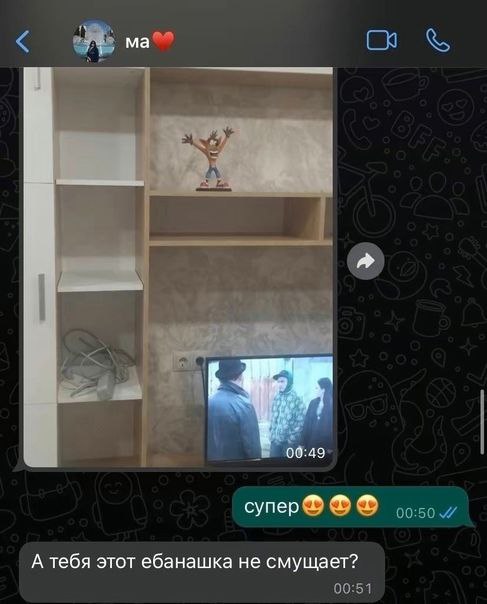 ма❤️
00:49
супер😍😍😍 00:50
А тебя этот ебанашка не смущает?
00:51